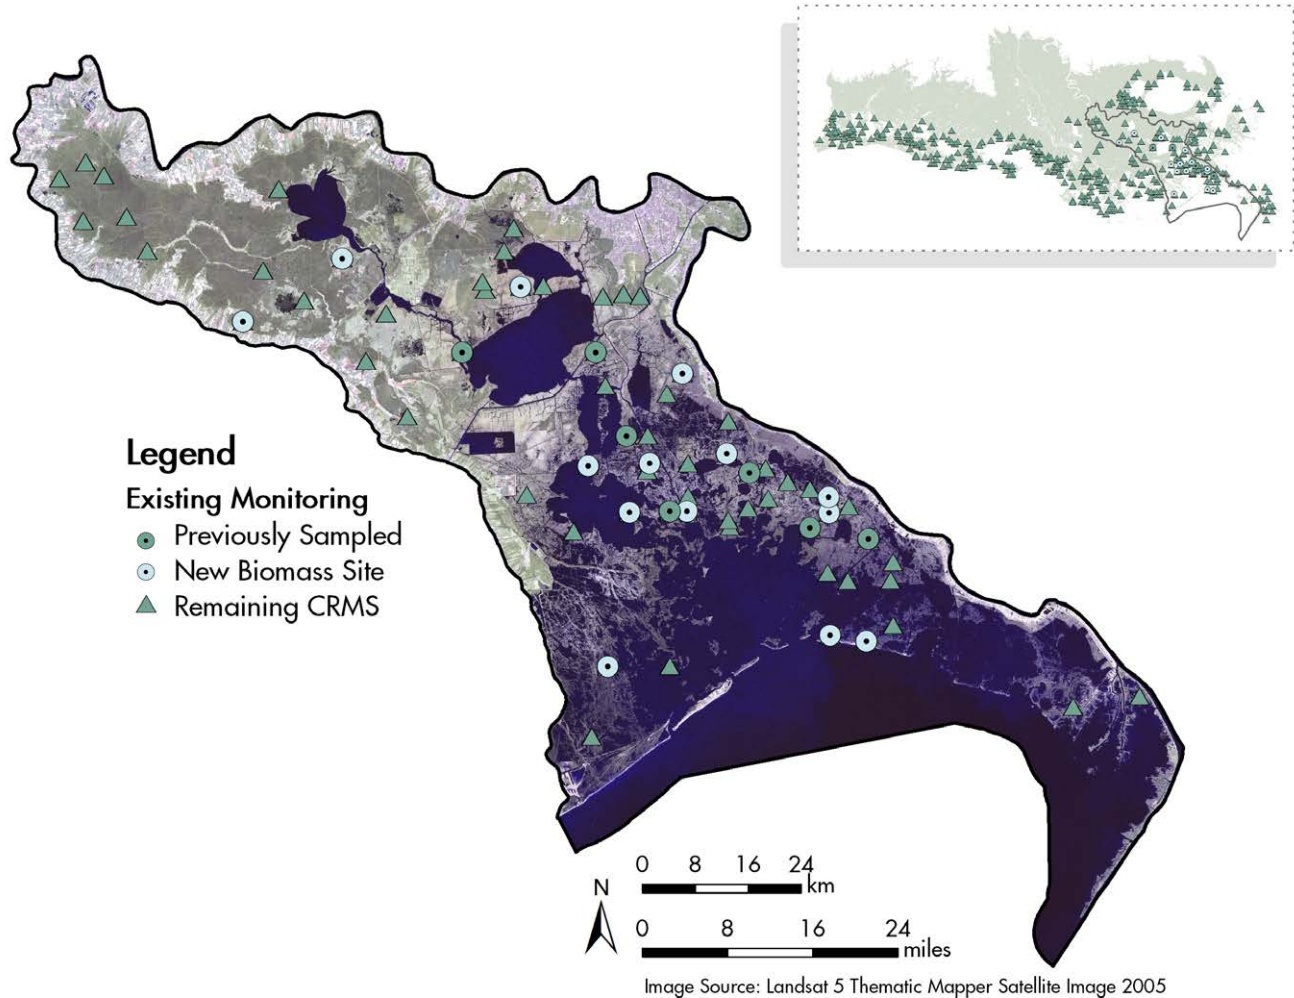 Legend
Existing Monitoring
Previously Sampled
New Biomass Site
Remaining CRMS
0 8 16 24
km
N
0 8 16 24
miles
Image Source: Landsat 5 Thematic Mapper Satellite Image 2005